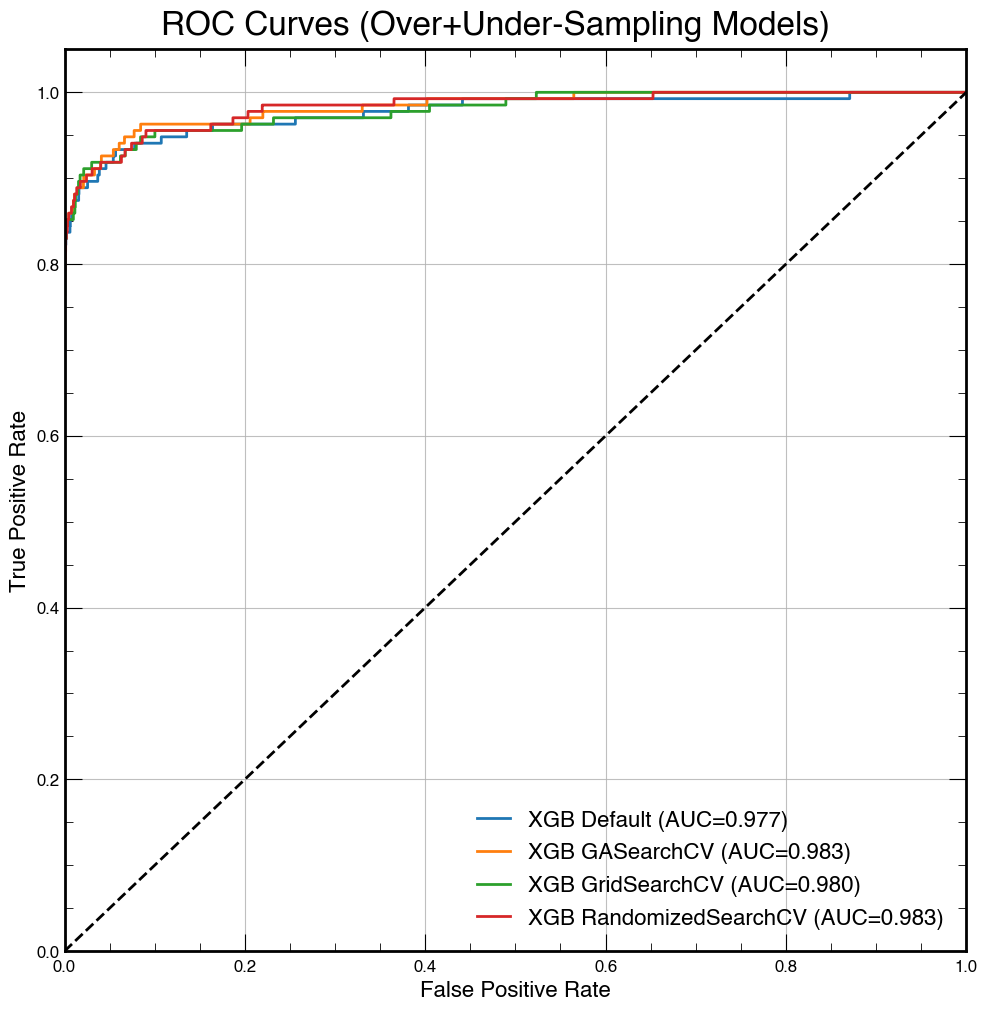 ROC Curves (Over+Under-Sampling Models)
True Positive Rate
1.0
0.8
0.6
0.4
0.2
0.0
XGB Default (AUC=0.977)
XGB GASearchCV (AUC=0.983)
XGB GridSearchCV (AUC=0.980)
XGB RandomizedSearchCV (AUC=0.983)
0.0 0.2 0.4 0.6 0.8 1.0
False Positive Rate